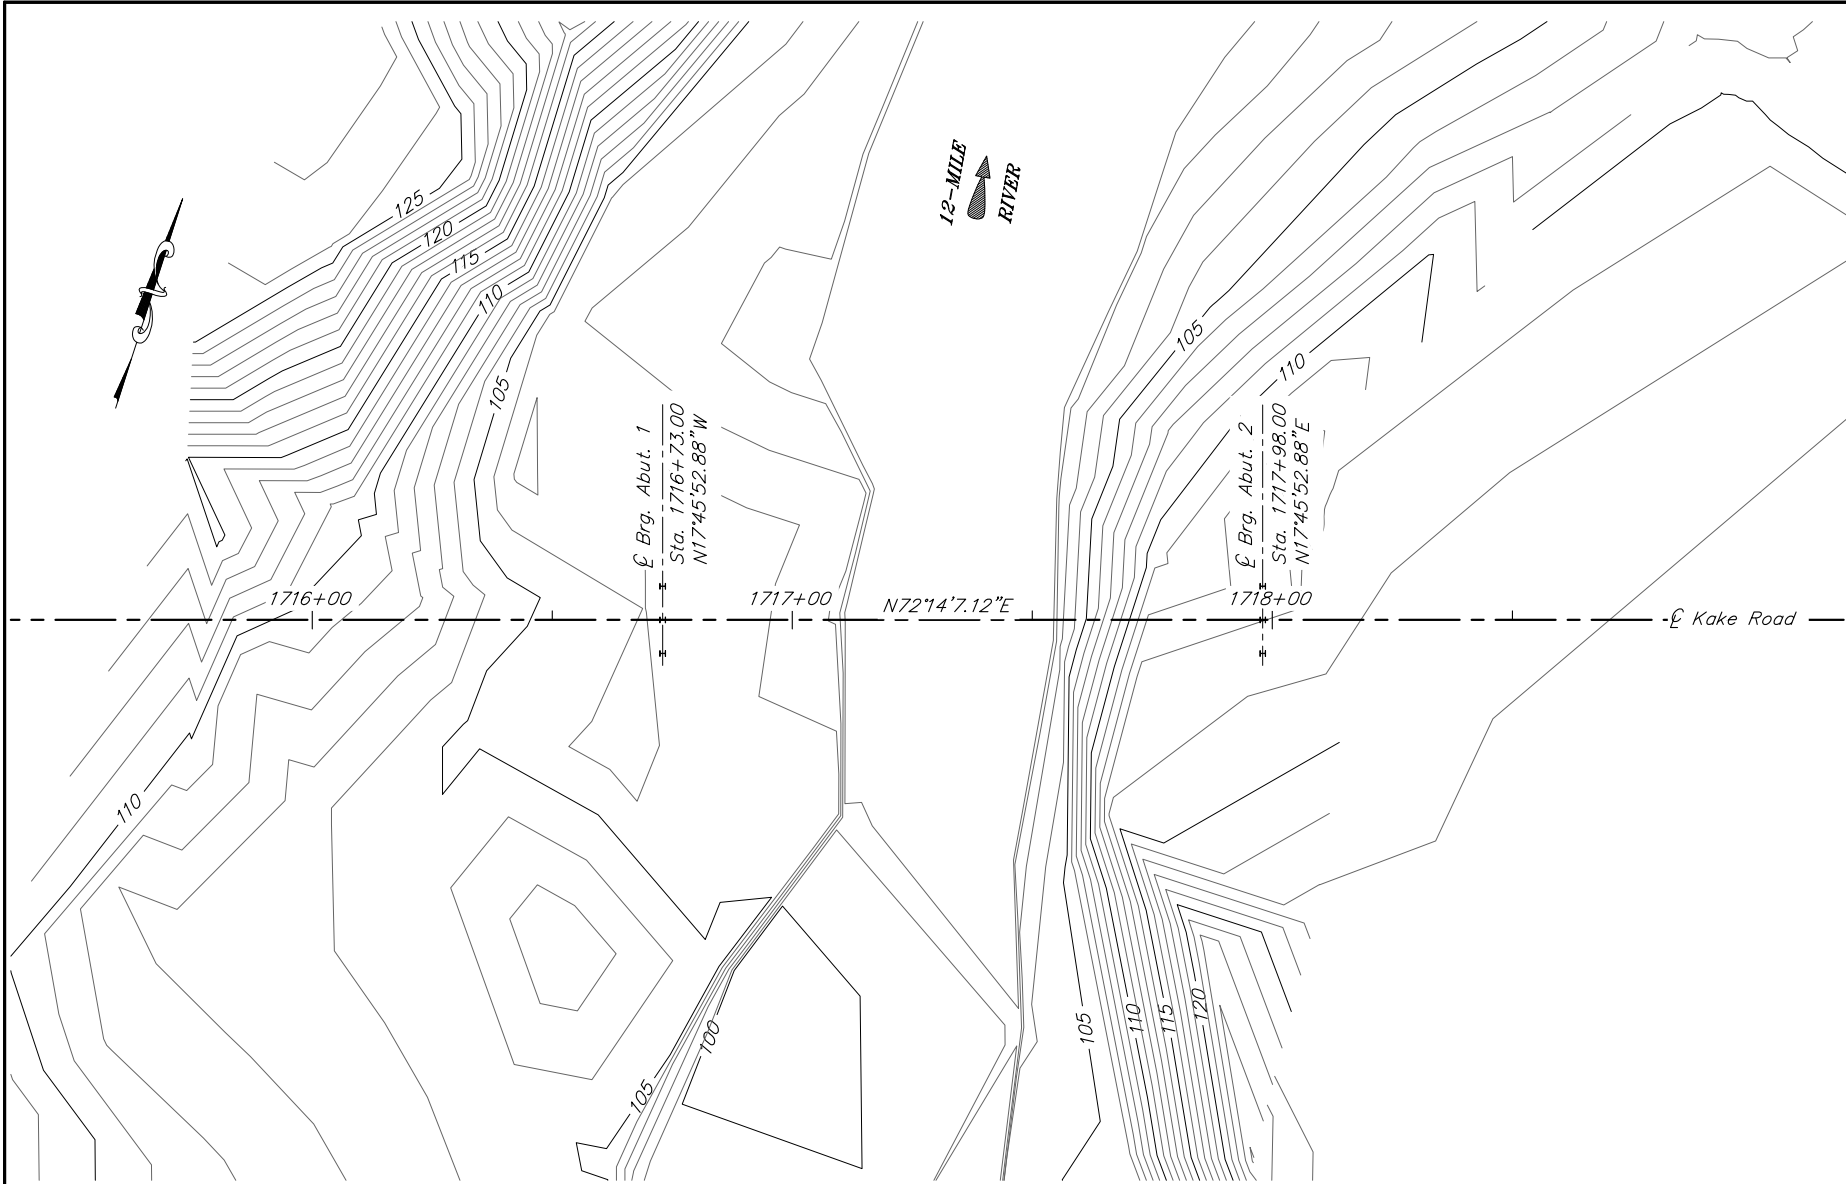 12-MILE
RIVER
125
120
115
110
105
105
110
℄ Brg. Abut. 1
Sta. 1716+73.00
N17°45'52.88"W
℄ Brg. Abut. 2
Sta. 1717+98.00
N17°45'52.88"E
1716+00
1717+00
N72°14'7.12"E
1718+00
℄ Kake Road
110
105
100
105
110
115
120